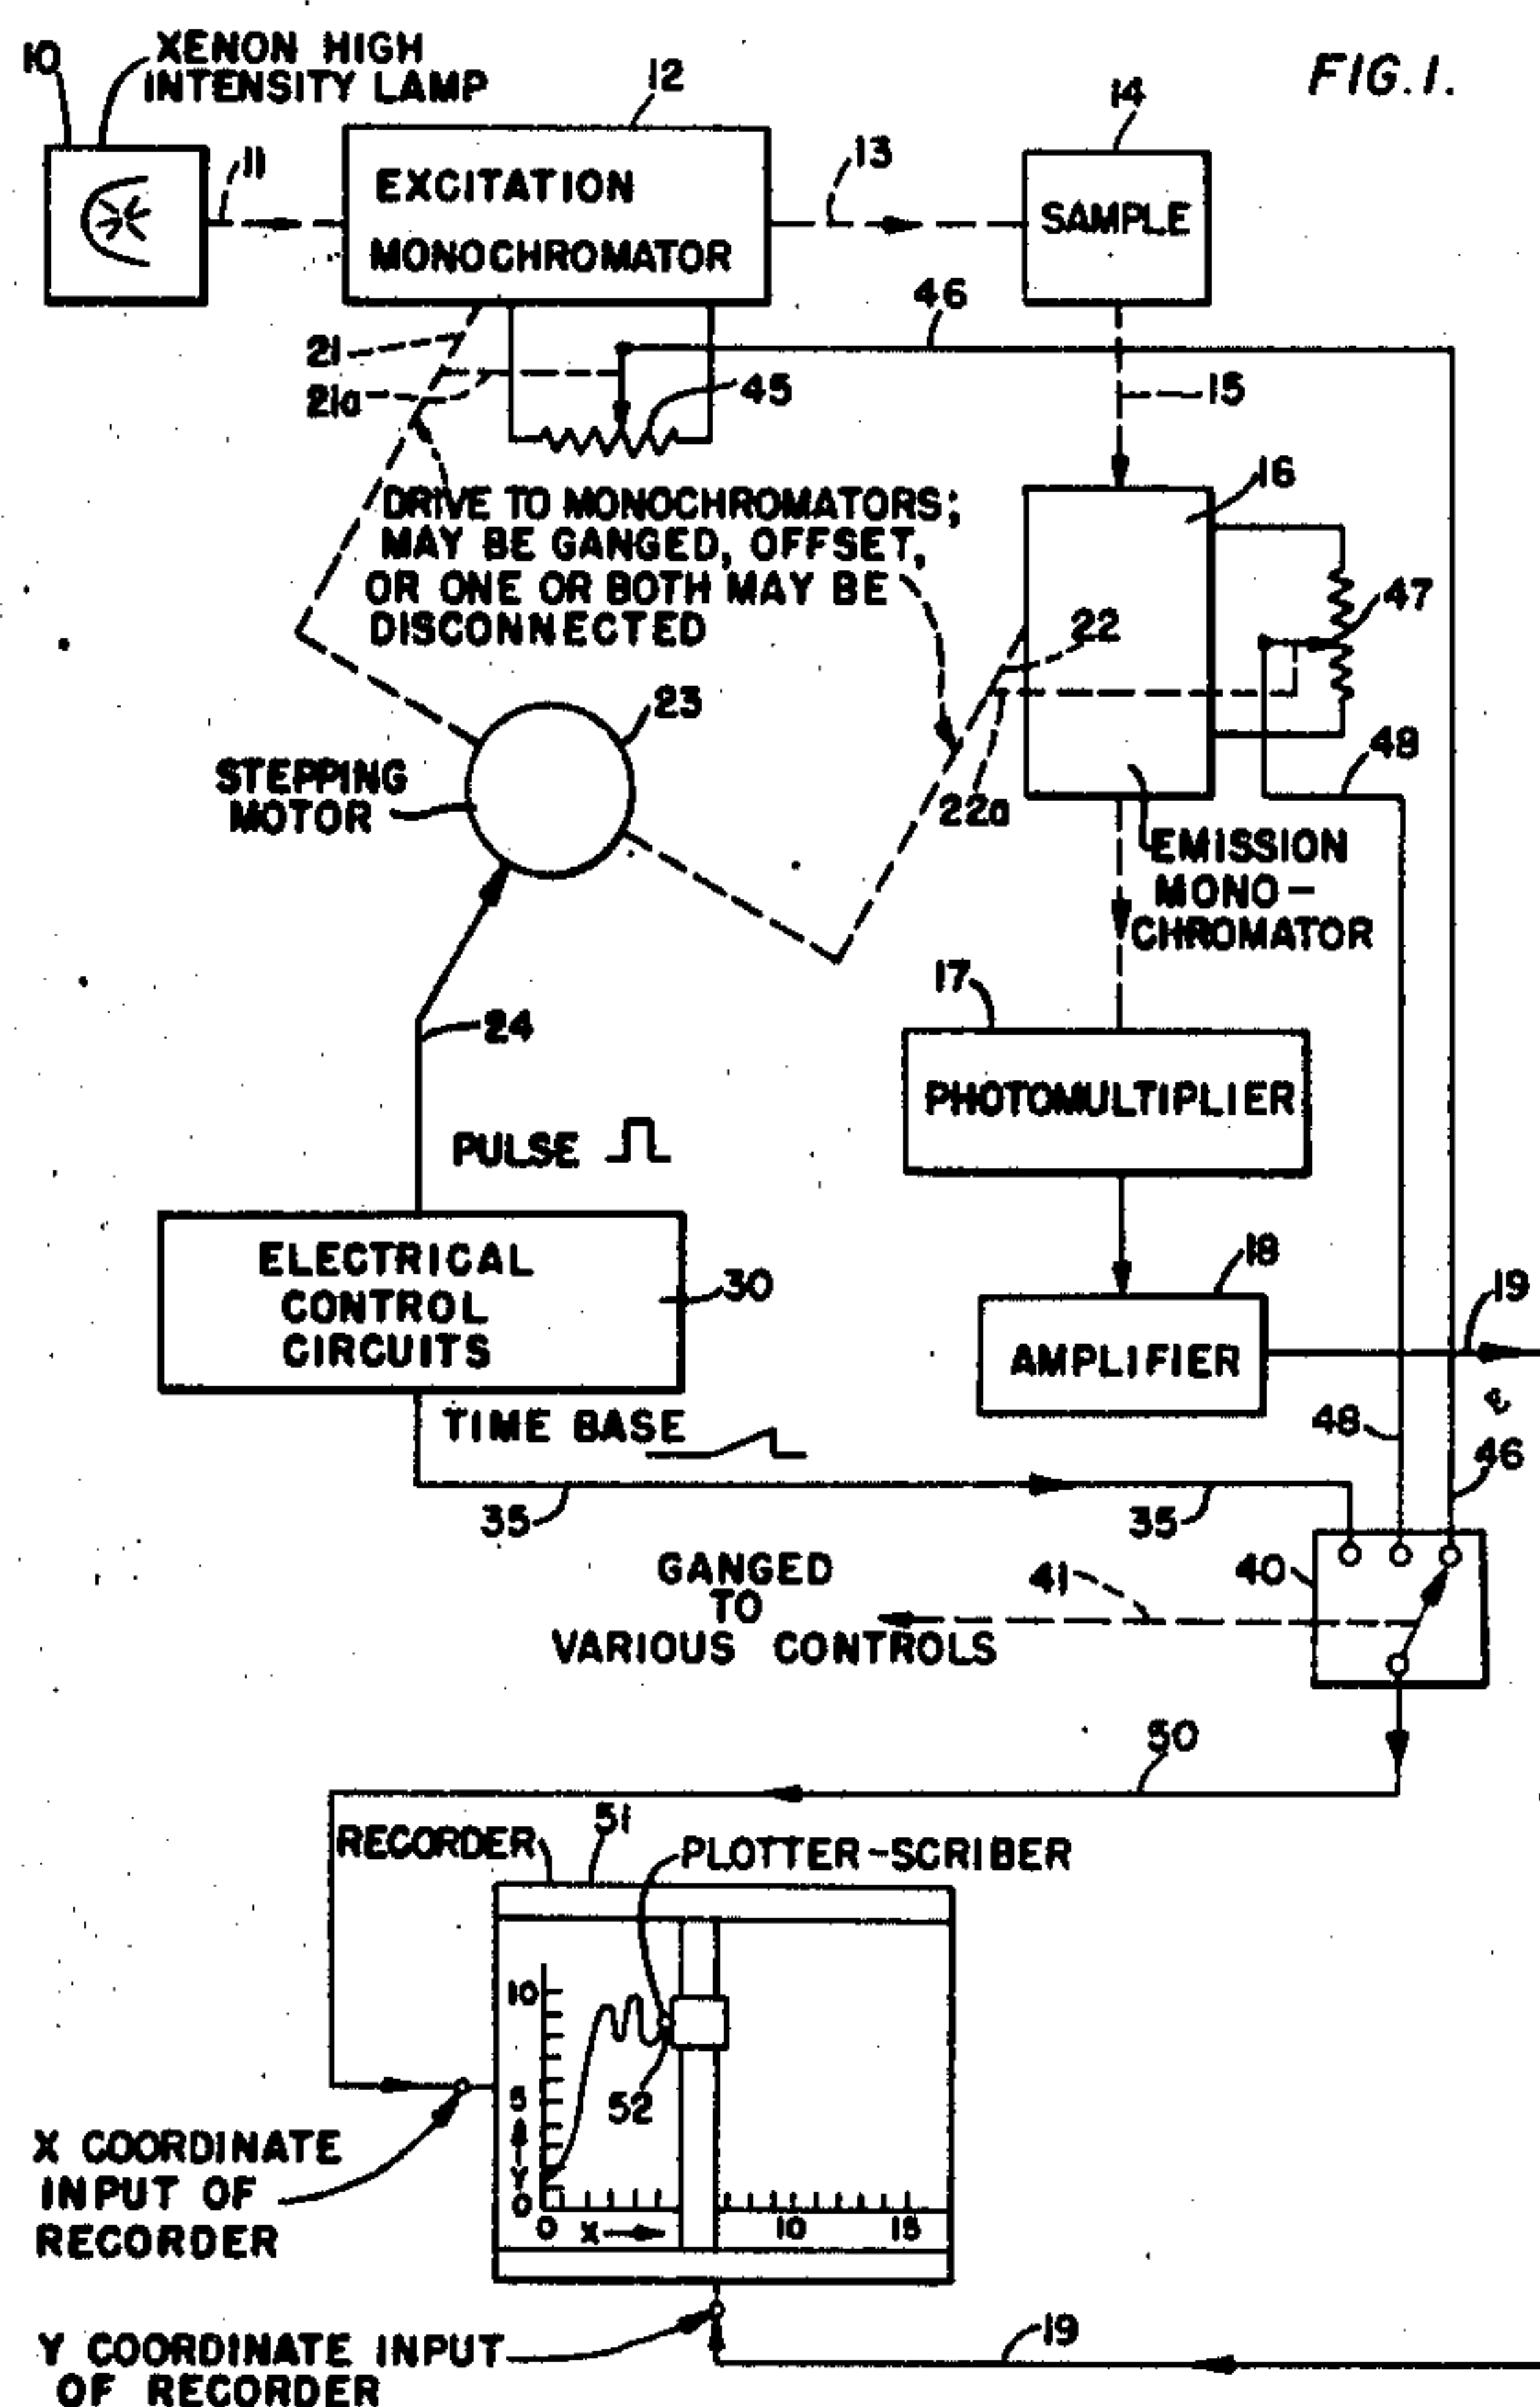 FIG.1.
10
XENON HIGH
INTENSITY LAMP
11
12
EXCITATION
MONOCHROMATOR
13
14
SAMPLE
46
21
21a
45
15
16
DRIVE TO MONOCHROMATORS;
MAY BE GANGED, OFFSET,
OR ONE OR BOTH MAY BE
DISCONNECTED
47
22
23
22a
48
STEPPING
MOTOR
EMISSION
MONO-
CHROMATOR
17
24
PHOTOMULTIPLIER
PULSE
ELECTRICAL
CONTROL
CIRCUITS
30
18
19
AMPLIFIER
TIME BASE
48
46
35
35
GANGED
TO
VARIOUS CONTROLS
41
40
50
RECORDER
51
PLOTTER-SCRIBER
10
5
Y
0
52
0
X
10
15
X COORDINATE
INPUT OF
RECORDER
Y COORDINATE INPUT
OF RECORDER
19